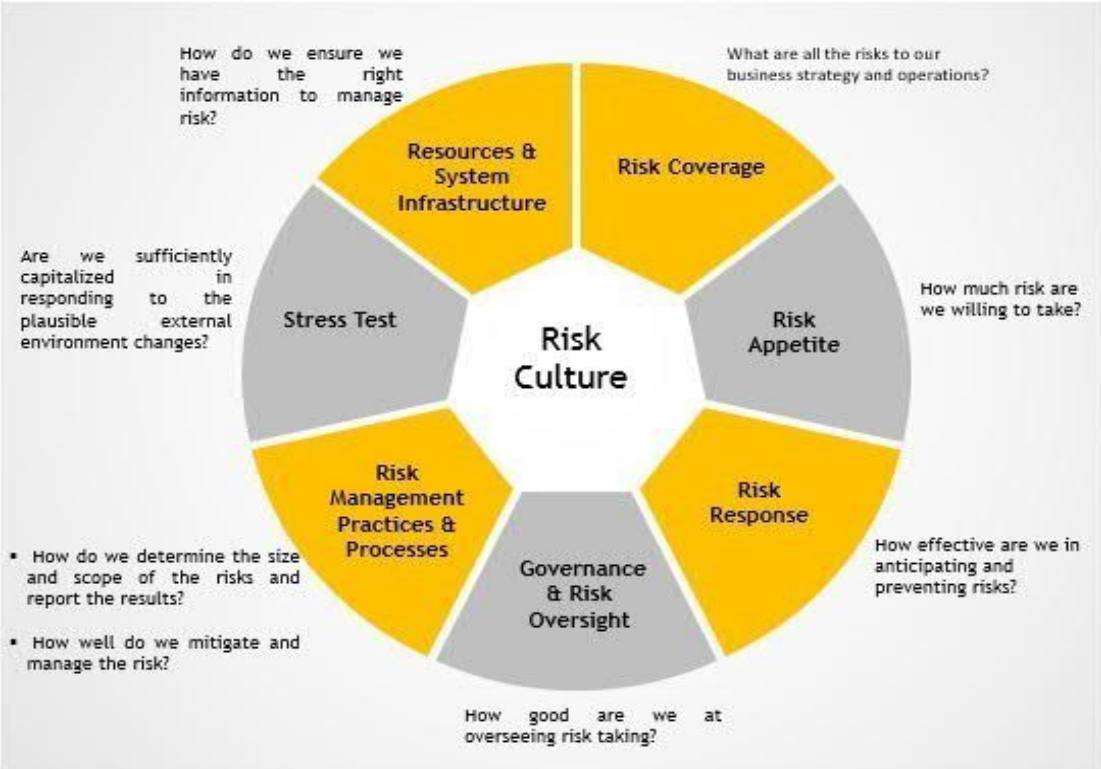 How do we ensure we
have the right
information to manage
risk?
What are all the risks to our
business strategy and operations?
Resources &
System
Infrastructure
Risk Coverage
Are we sufficiently
capitalized in
responding to the
plausible external
environment changes?
Stress Test
Risk
Culture
Risk
Appetite
How much risk are
we willing to take?
Risk
Management
Practices &
Processes
Risk
Response
▪ How do we determine the size
and scope of the risks and
report the results?
▪ How well do we mitigate and
manage the risk?
Governance
& Risk
Oversight
How effective are we in
anticipating and
preventing risks?
How good are we at
overseeing risk taking?